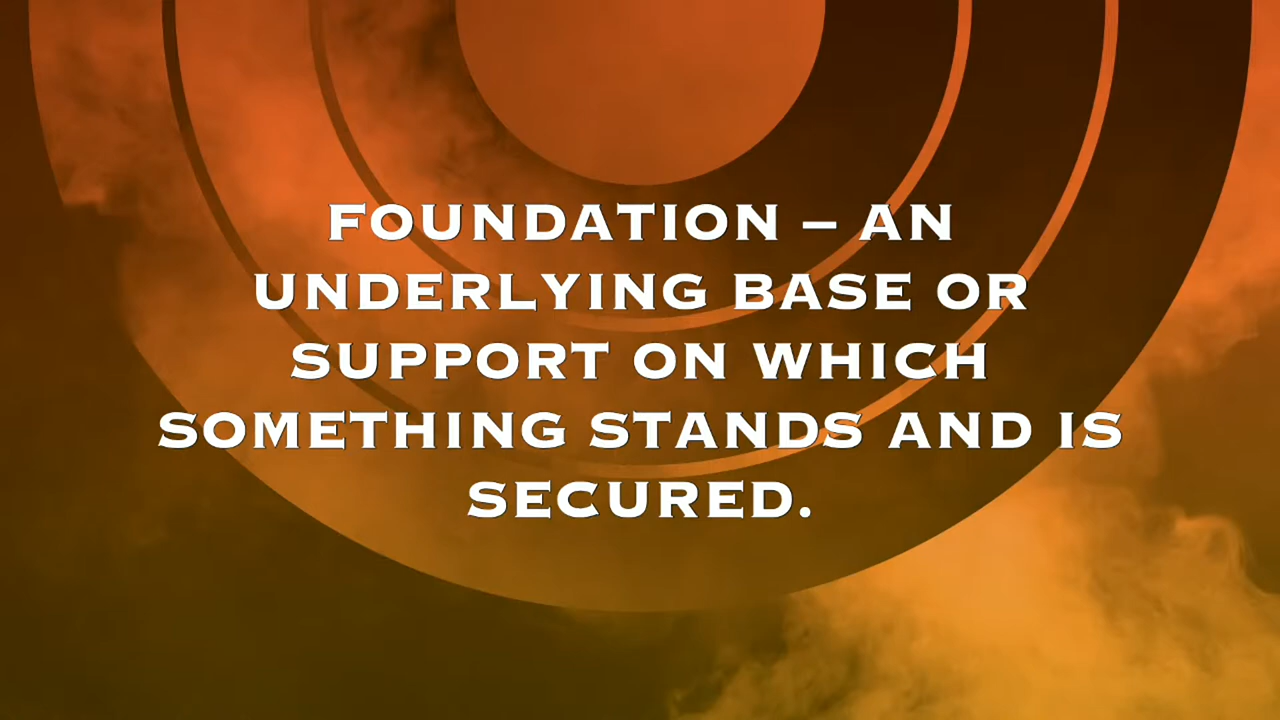 FOUNDATION – AN
UNDERLYING BASE OR
SUPPORT ON WHICH
SOMETHING STANDS AND IS
SECURED.